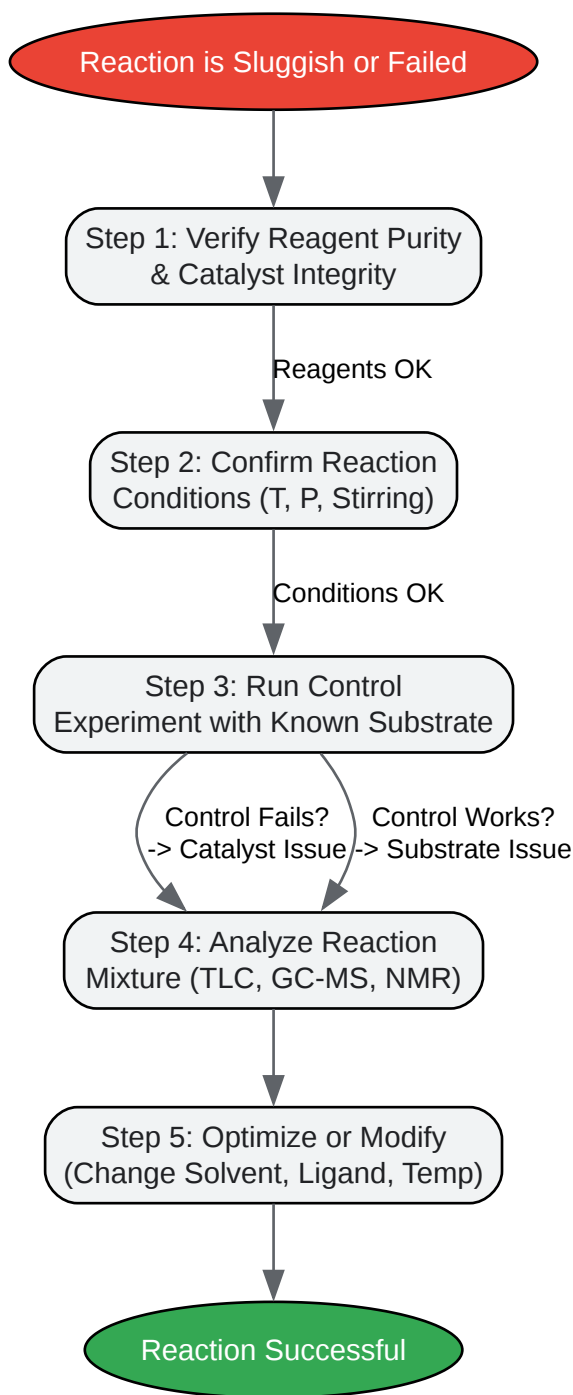 Reaction is Sluggish or Failed
Step 1: Verify Reagent Purity
& Catalyst Integrity
Reagents OK
Step 2: Confirm Reaction
Conditions (T, P, Stirring)
Conditions OK
Step 3: Run Control
Experiment with Known Substrate
Control Fails?
-> Catalyst Issue
Control Works?
-> Substrate Issue
Step 4: Analyze Reaction
Mixture (TLC, GC-MS, NMR)
Step 5: Optimize or Modify
(Change Solvent, Ligand, Temp)
Reaction Successful